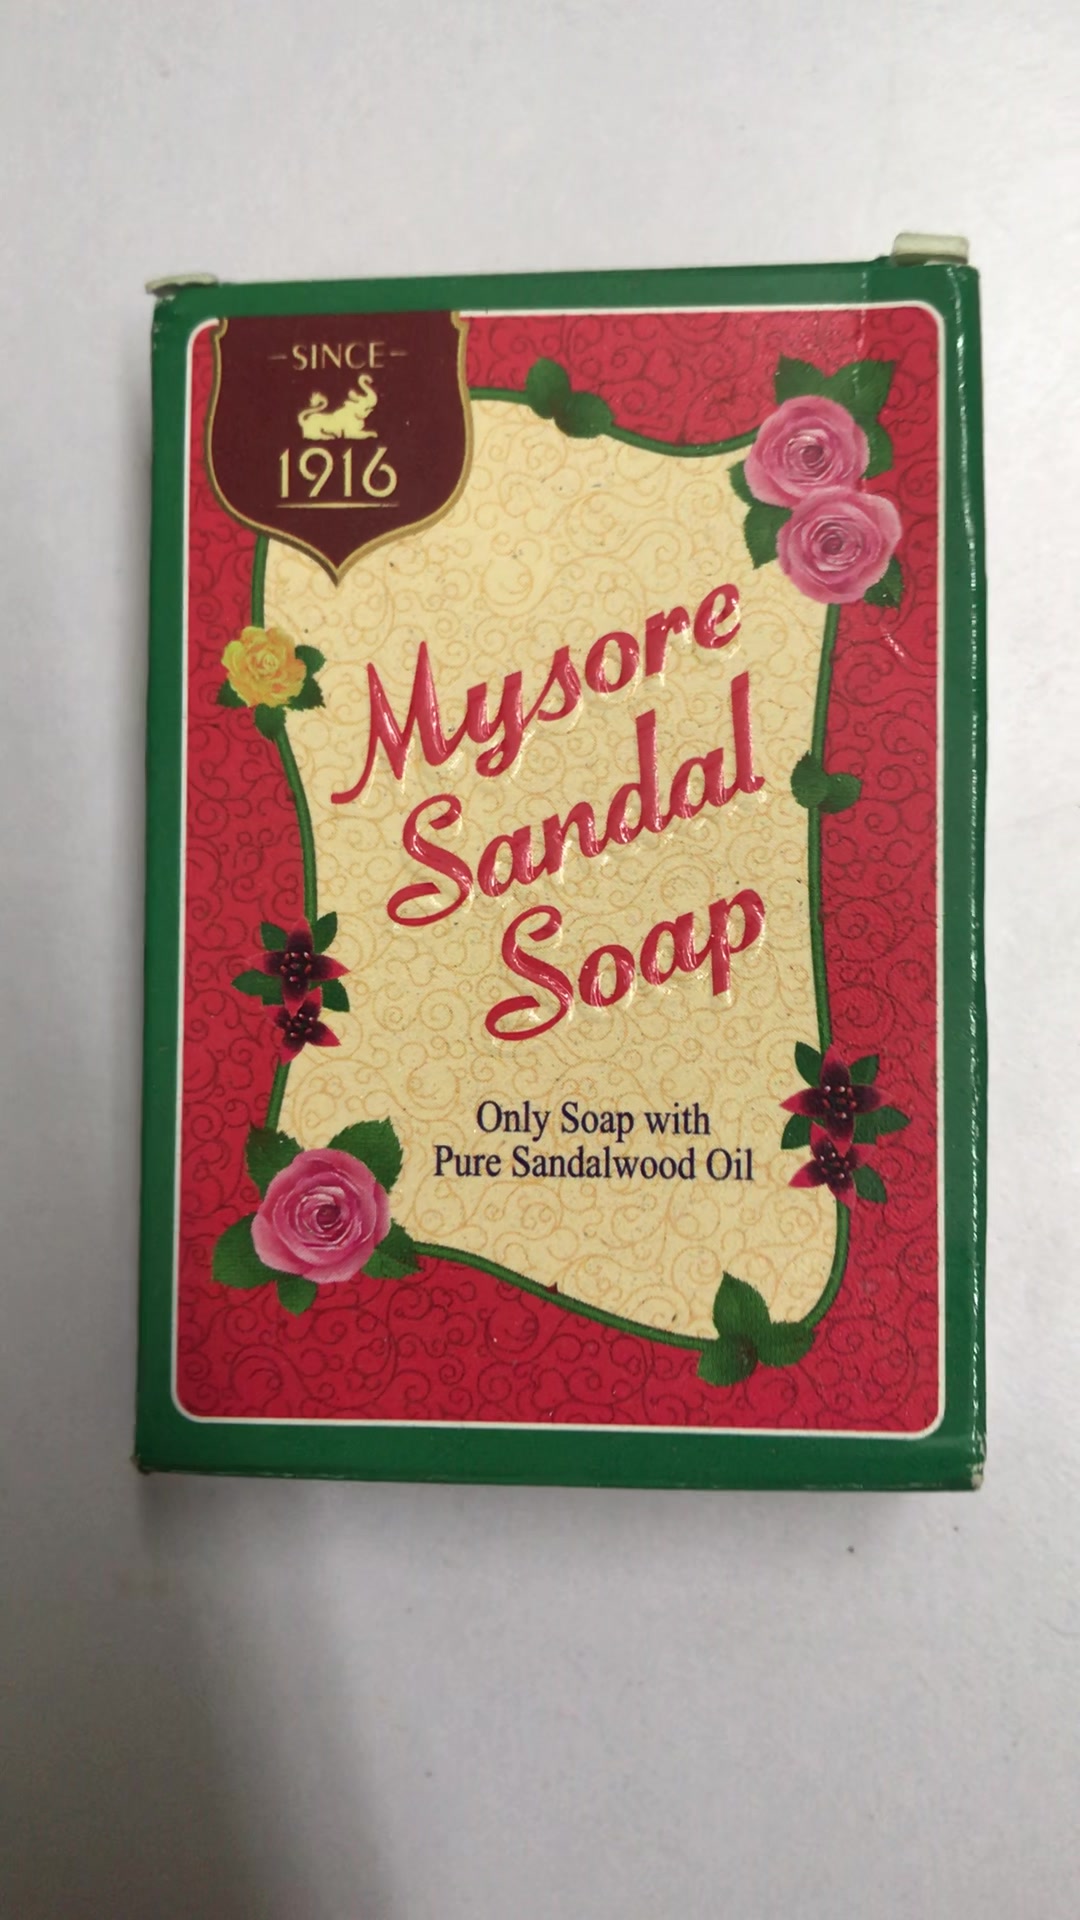 -SINCE-
1916
Mysore
Sandal
Soap
Only Soap with
Pure Sandalwood Oil